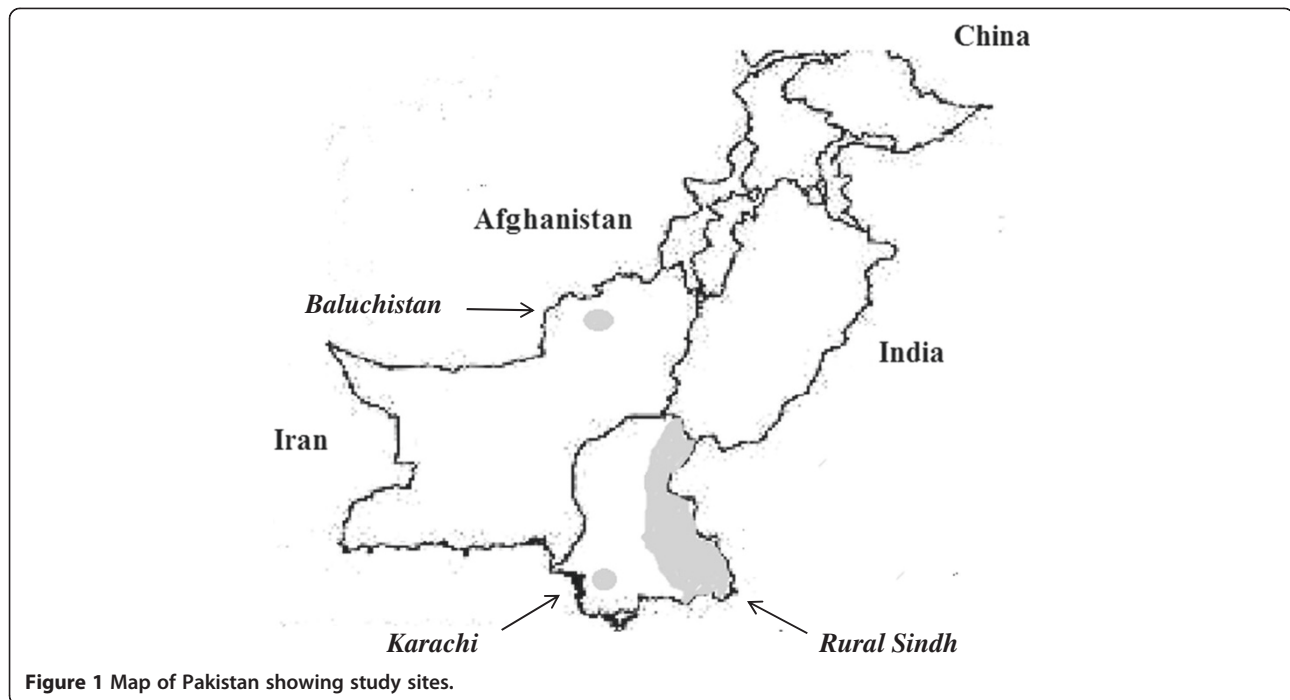 China
Afghanistan
Baluchistan
India
Iran
Karachi
Rural Sindh
Figure 1 Map of Pakistan showing study sites.